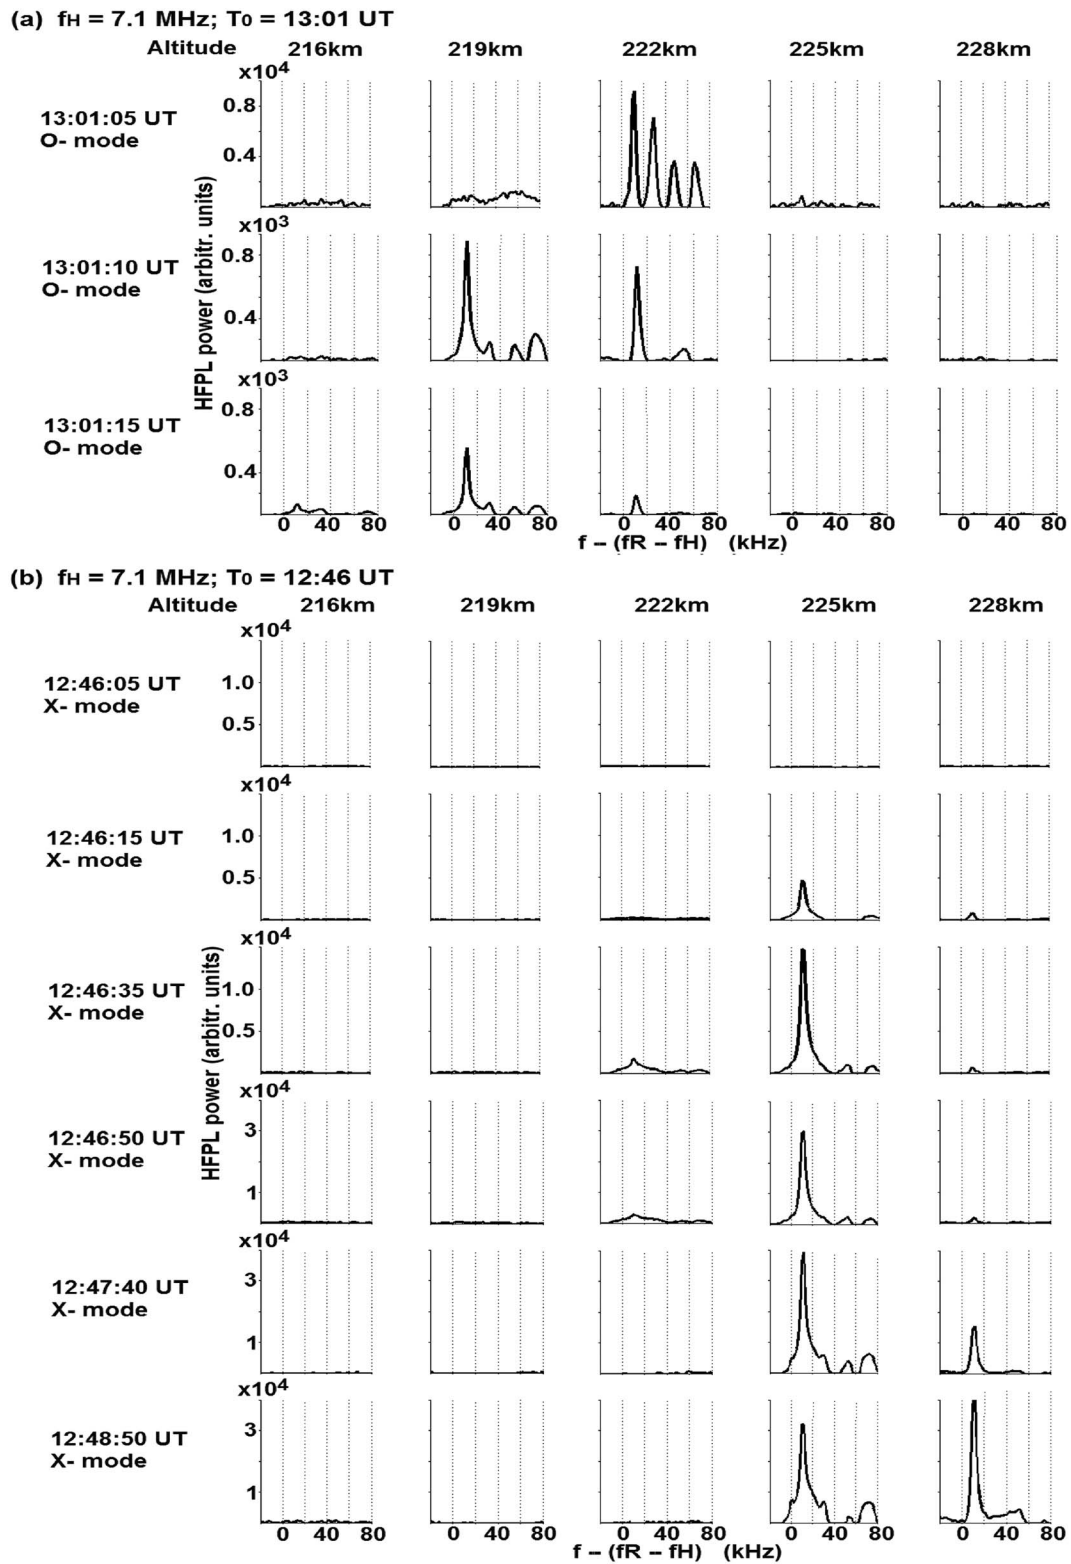 (a) fH = 7.1 MHz; T0 = 13:01 UT
Altitude 216km 219km 222km 225km 228km
x10⁴
13:01:05 UT
O- mode
0.8
0.4
x10³
13:01:10 UT
O- mode
0.8
0.4
x10³
13:01:15 UT
O- mode
0.8
0.4
HFPL power (arbitr. units)
0 40 80 0 40 80 0 40 80 0 40 80 0 40 80
f – (fR – fH) (kHz)
(b) fH = 7.1 MHz; T0 = 12:46 UT
Altitude 216km 219km 222km 225km 228km
x10⁴
12:46:05 UT
X- mode
1.0
0.5
x10⁴
12:46:15 UT
X- mode
1.0
0.5
x10⁴
12:46:35 UT
X- mode
1.0
0.5
x10⁴
12:46:50 UT
X- mode
3
1
x10⁴
12:47:40 UT
X- mode
3
1
x10⁴
12:48:50 UT
X- mode
3
1
HFPL power (arbitr. units)
0 40 80 0 40 80 0 40 80 0 40 80 0 40 80
f – (fR – fH) (kHz)